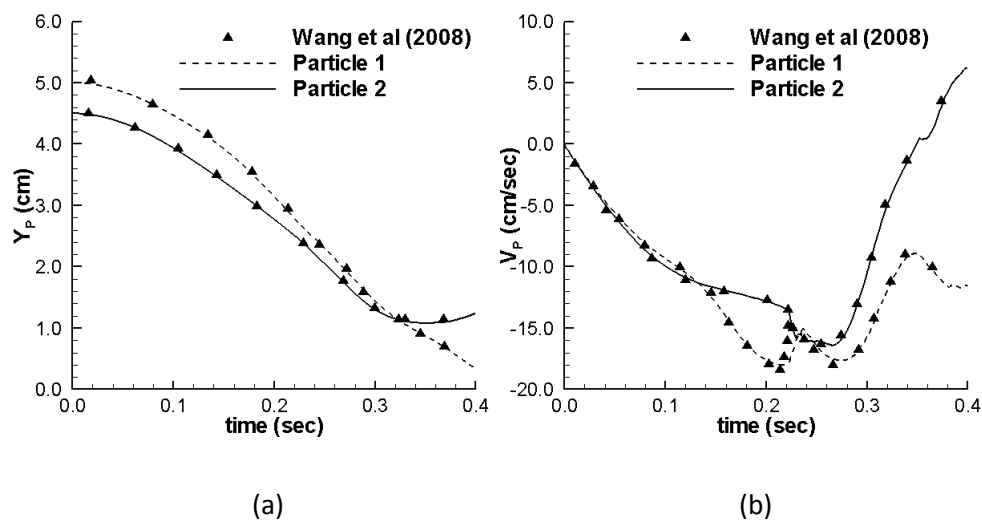 6.0
5.0
4.0
3.0
2.0
1.0
0.0
Y_P (cm)
Wang et al (2008)
Particle 1
Particle 2
0.0 0.1 0.2 0.3 0.4
time (sec)
(a)
10.0
5.0
0.0
-5.0
-10.0
-15.0
-20.0
V_P (cm/sec)
Wang et al (2008)
Particle 1
Particle 2
0 0.1 0.2 0.3 0.4
time (sec)
(b)